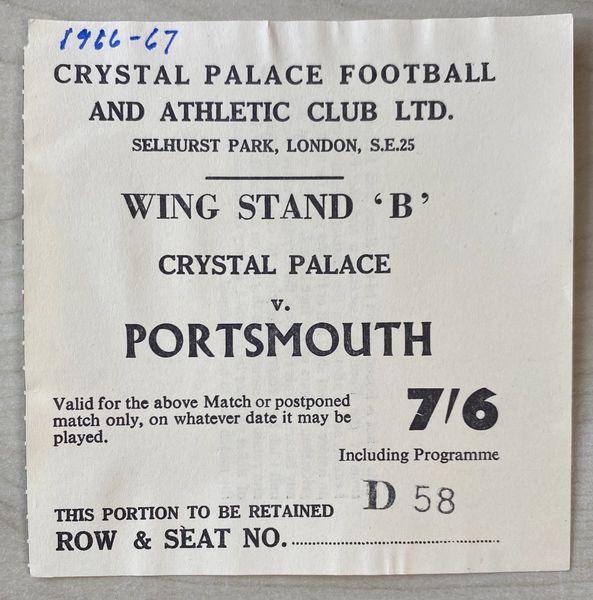 1966-67
CRYSTAL PALACE FOOTBALL
AND ATHLETIC CLUB LTD.
SELHURST PARK, LONDON, S.E.25
WING STAND ‘B’
CRYSTAL PALACE
v.
PORTSMOUTH
Valid for the above Match or postponed
match only, on whatever date it may be
played.
7/6
Including Programme
D 58
THIS PORTION TO BE RETAINED
ROW & SEAT NO.